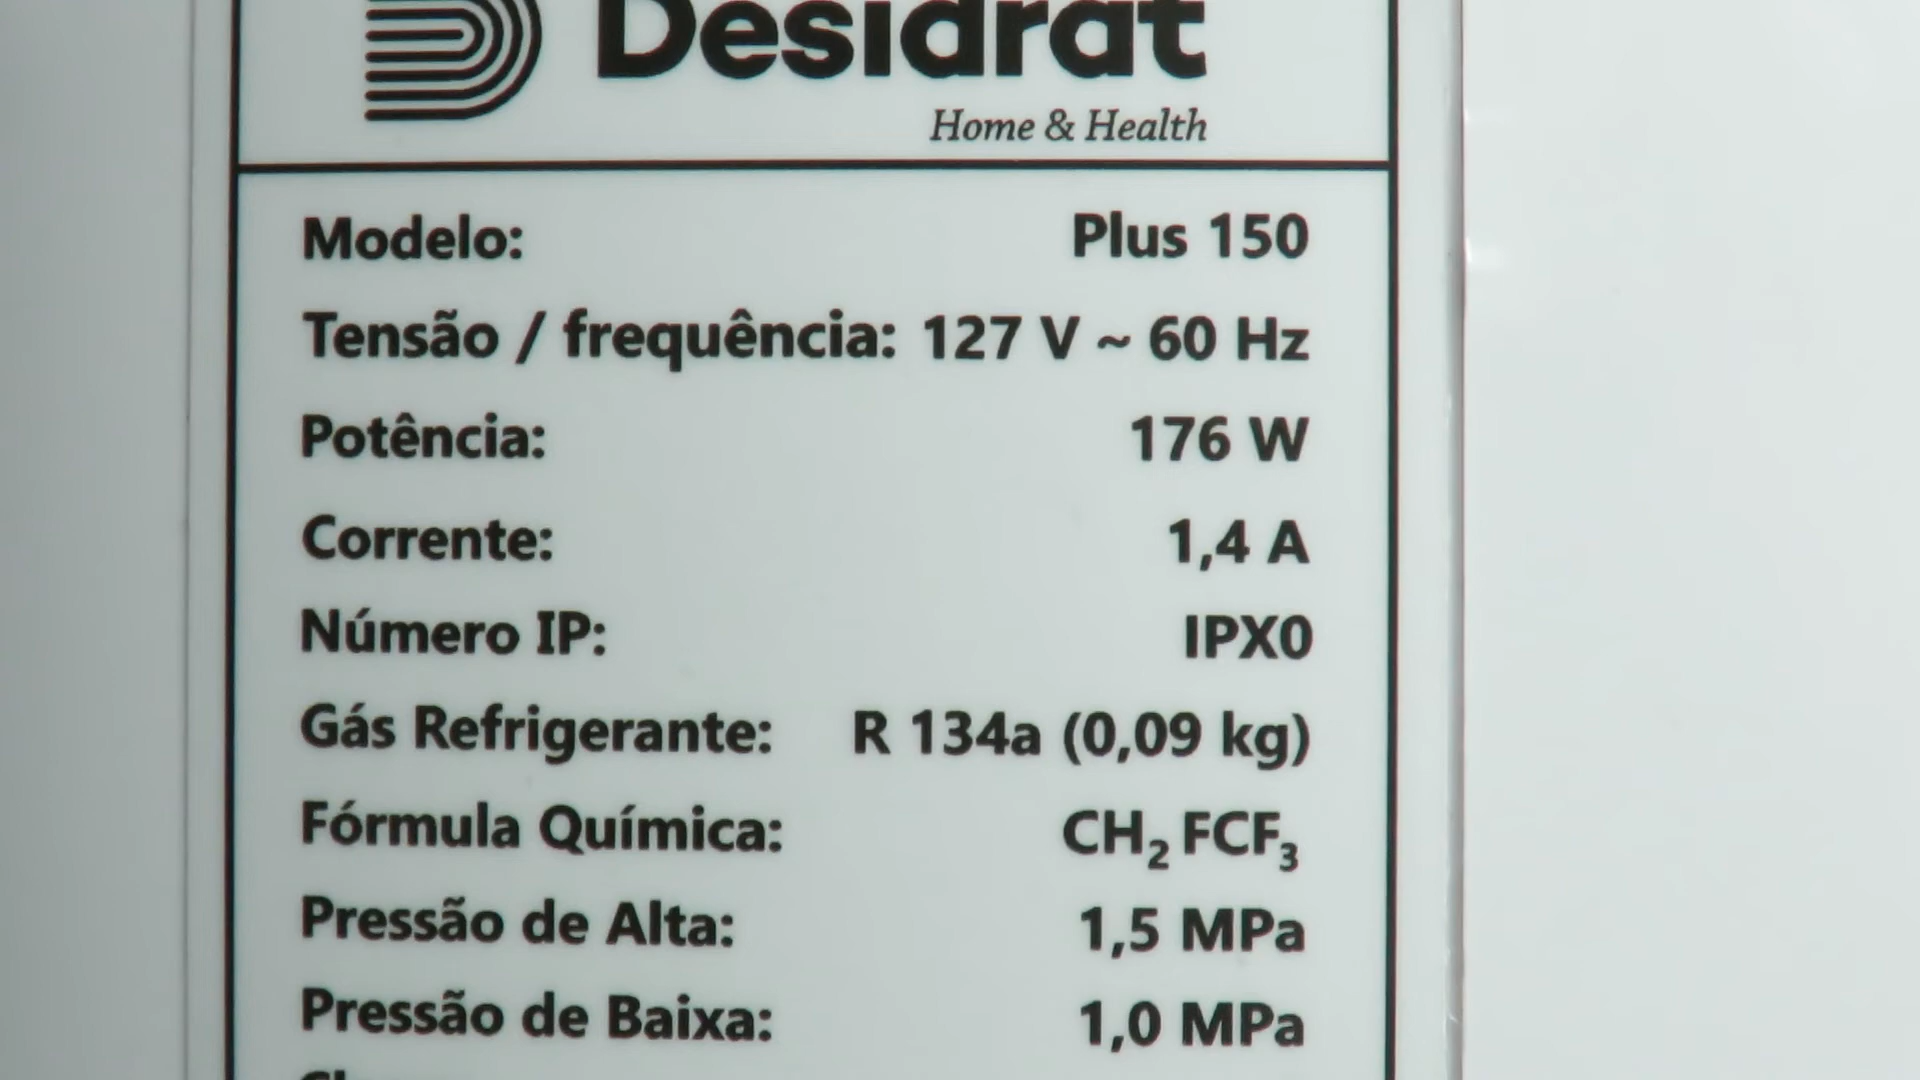 Desidrat
Home & Health
Modelo: Plus 150
Tensão / frequência: 127 V ~ 60 Hz
Potência: 176 W
Corrente: 1,4 A
Número IP: IPX0
Gás Refrigerante: R 134a (0,09 kg)
Fórmula Química: CH₂ FCF₃
Pressão de Alta: 1,5 MPa
Pressão de Baixa: 1,0 MPa